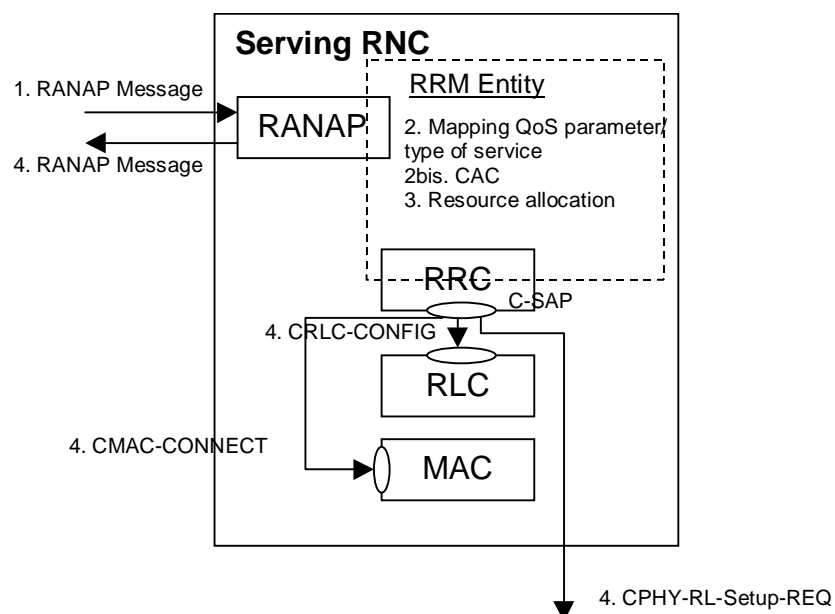 Serving RNC
RRM Entity
1. RANAP Message
RANAP
4. RANAP Message
2. Mapping QoS parameter/
type of service
2bis. CAC
3. Resource allocation
RRC
C-SAP
4. CRLC-CONFIG
RLC
4. CMAC-CONNECT
MAC
4. CPHY-RL-Setup-REQ